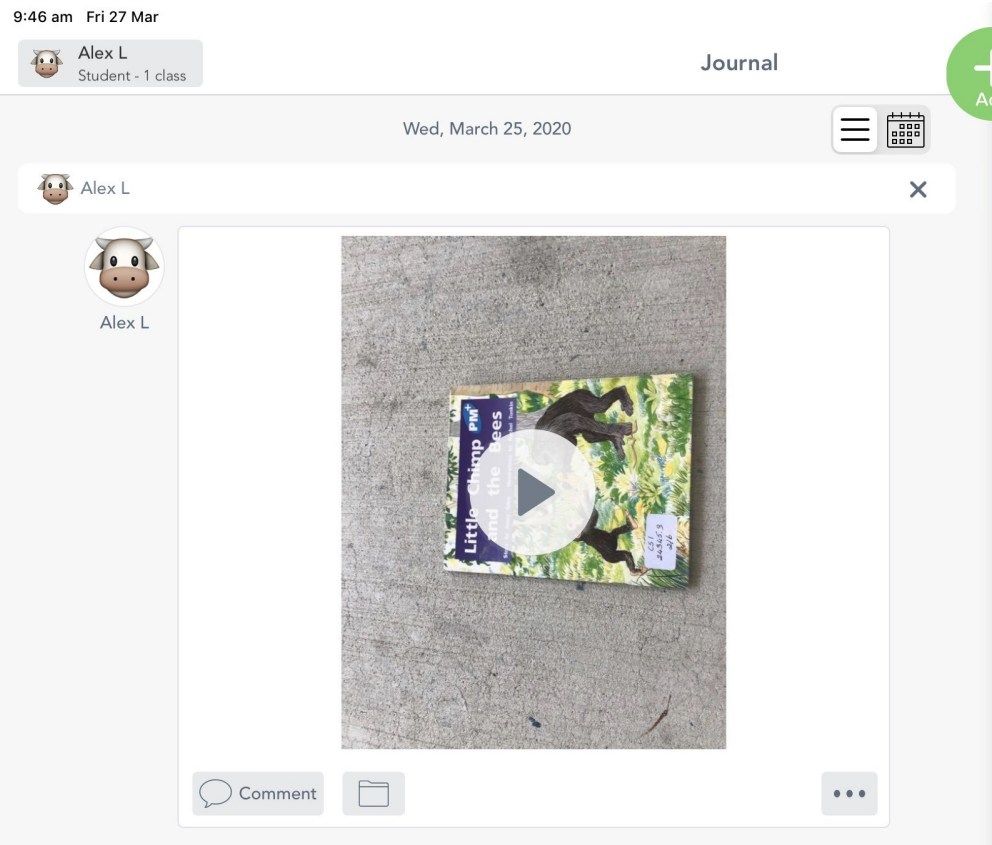 9:46 am Fri 27 Mar
Alex L
Student - 1 class
Journal
Wed, March 25, 2020
Alex L
Alex L
Little Chimp PM+
the Bees
CS1
Comment